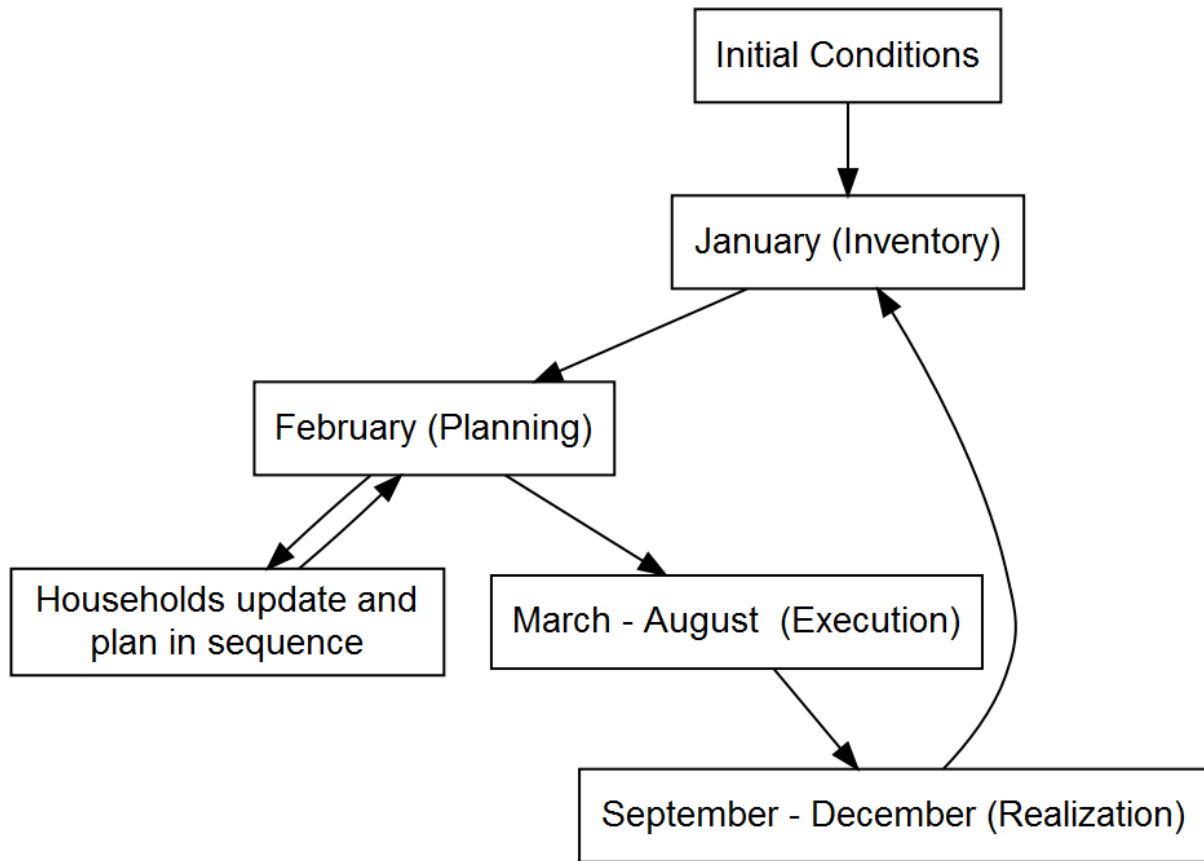 Initial Conditions
January (Inventory)
February (Planning)
Households update and
plan in sequence
March - August  (Execution)
September - December (Realization)